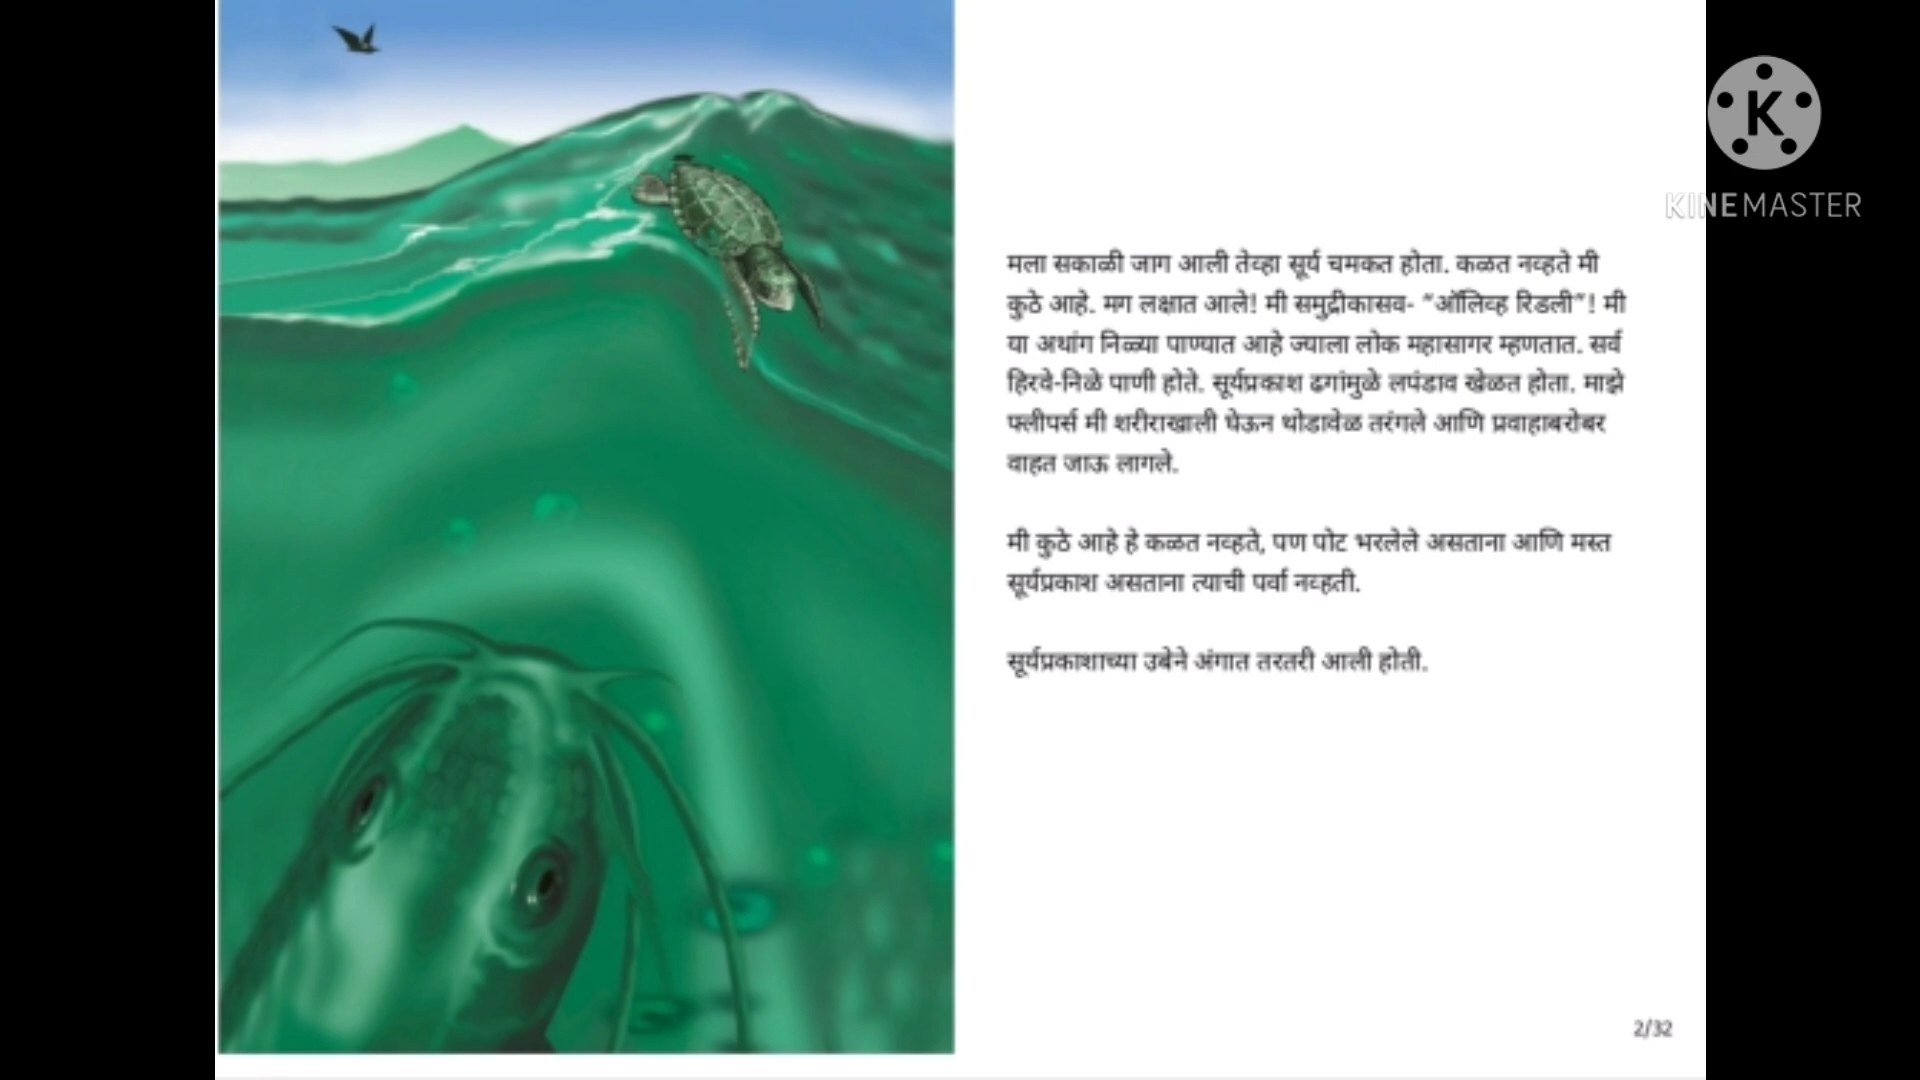 मला सकाळी जाग आली तेव्हा सूर्य चमकत होता. कळत नव्हते मी
कुठे आहे. मग लक्षात आले! मी समुद्रीकासव- “ऑलिव्ह रिडली”! मी
या अथांग निळ्या पाण्यात आहे ज्याला लोक महासागर म्हणतात. सर्व
हिरवे-निळे पाणी होते. सूर्यप्रकाश ढगांमुळे लपंडाव खेळत होता. माझे
फ्लीपर्स मी शरीराखाली घेऊन थोडावेळ तरंगले आणि प्रवाहाबरोबर
वाहत जाऊ लागले.
मी कुठे आहे हे कळत नव्हते, पण पोट भरलेले असताना आणि मस्त
सूर्यप्रकाश असताना त्याची पर्वा नव्हती.
सूर्यप्रकाशाच्या उबेने अंगात तरतरी आली होती.
2/32
K
KINEMASTER